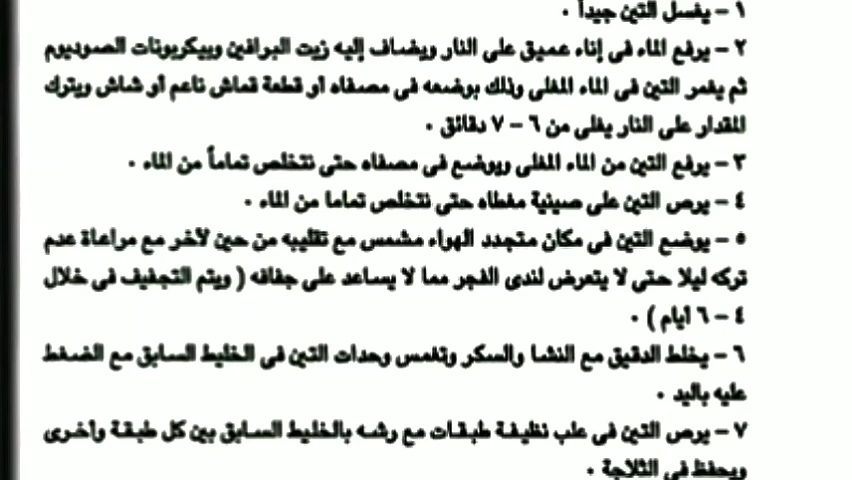 ١ – يغسل التين جيداً .
٢ – يرفع الماء فى إناء عميق على النار ويضاف إليه زيت البرافين وبيكربونات الصوديوم
ثم يغمر التين فى الماء المغلى وذلك بوضعه فى مصفاه أو قطعة قماش ناعم أو شاش ويترك
المقدار على النار يغلى من ٦ – ٧ دقائق .
٣ – يرفع التين من الماء المغلى ويوضع فى مصفاه حتى نتخلص تماماً من الماء .
٤ – يرص التين على صينية مغطاه حتى نتخلص تماما من الماء .
٥ – يوضع التين فى مكان متجدد الهواء مشمس مع تقليبه من حين لآخر مع مراعاة عدم
تركه ليلا حتى لا يتعرض لندى الفجر مما لا يساعد على جفافه ( ويتم التجفيف فى خلال
٤ – ٦ أيام ) .
٦ – يخلط الدقيق مع النشا والسكر وتغمس وحدات التين فى الخليط السابق مع الضغط
عليه باليد .
٧ – يرص التين فى علب نظيفة طبقات مع رشه بالخليط السابق بين كل طبقة وأخرى
ويحفظ فى الثلاجة .